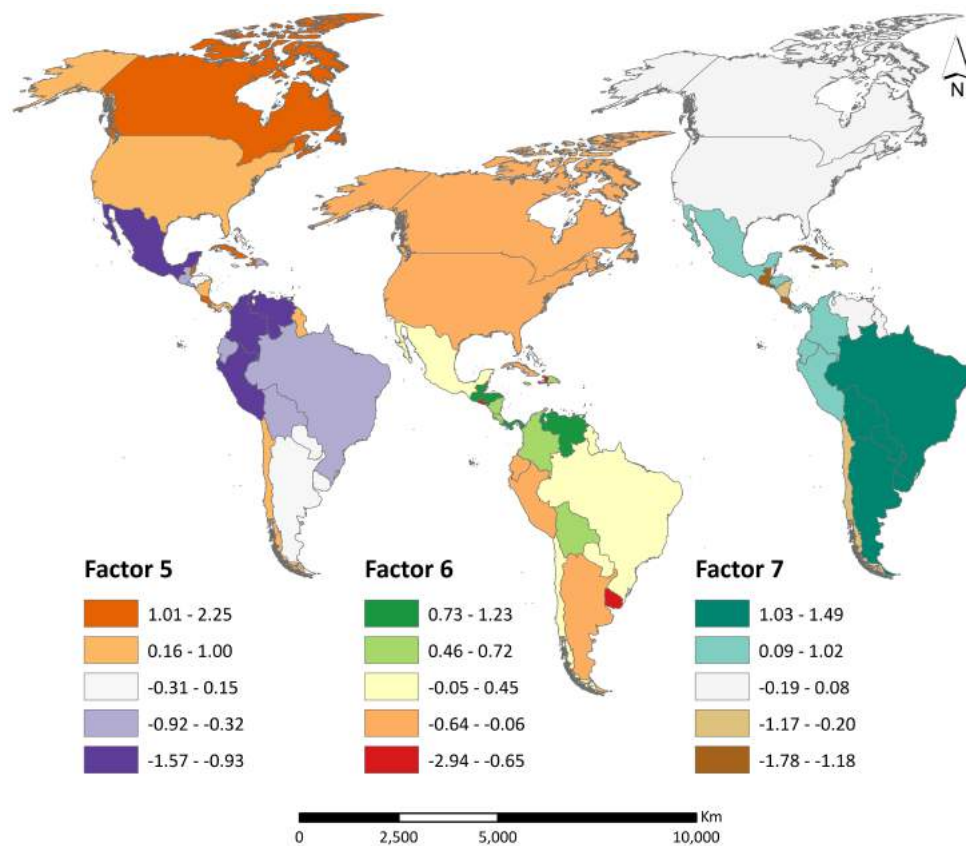 N
Factor 5
1.01 - 2.25
0.16 - 1.00
-0.31 - 0.15
-0.92 - -0.32
-1.57 - -0.93
Factor 6
0.73 - 1.23
0.46 - 0.72
-0.05 - 0.45
-0.64 - -0.06
-2.94 - -0.65
Factor 7
1.03 - 1.49
0.09 - 1.02
-0.19 - 0.08
-1.17 - -0.20
-1.78 - -1.18
Km
0 2,500 5,000 10,000